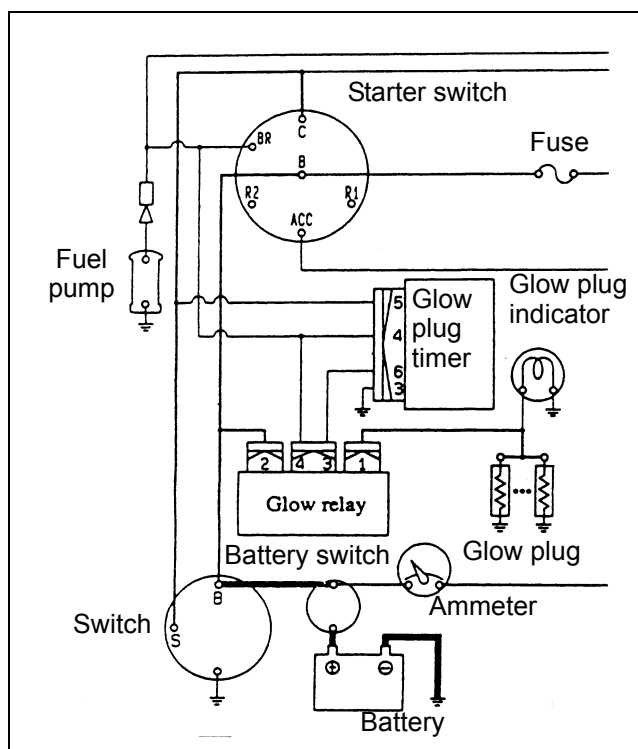 Starter switch
C
BR
B
Fuse
R2
R1
ACC
Fuel
pump
Glow
plug
timer
5
4
6
3
Glow plug
indicator
2
4
3
1
Glow relay
Glow plug
Battery switch
Ammeter
B
Switch
S
+
−
Battery